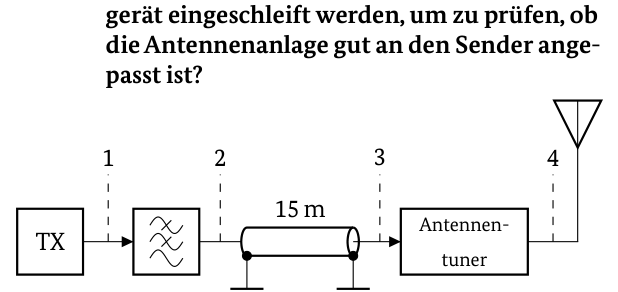 gerät eingeschleift werden, um zu prüfen, ob
die Antennenanlage gut an den Sender ange-
passt ist?
1
2
3
4
15 m
TX
Antennen-
tuner